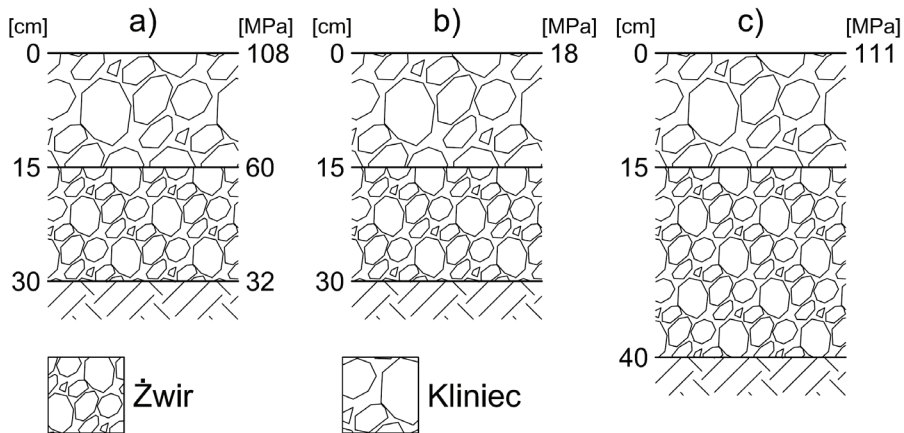 [cm] a) [MPa] [cm] b) [MPa] [cm] c) [MPa]
0 108 0 18 0 111
15 60 15 15
30 32 30
40
Żwir Kliniec